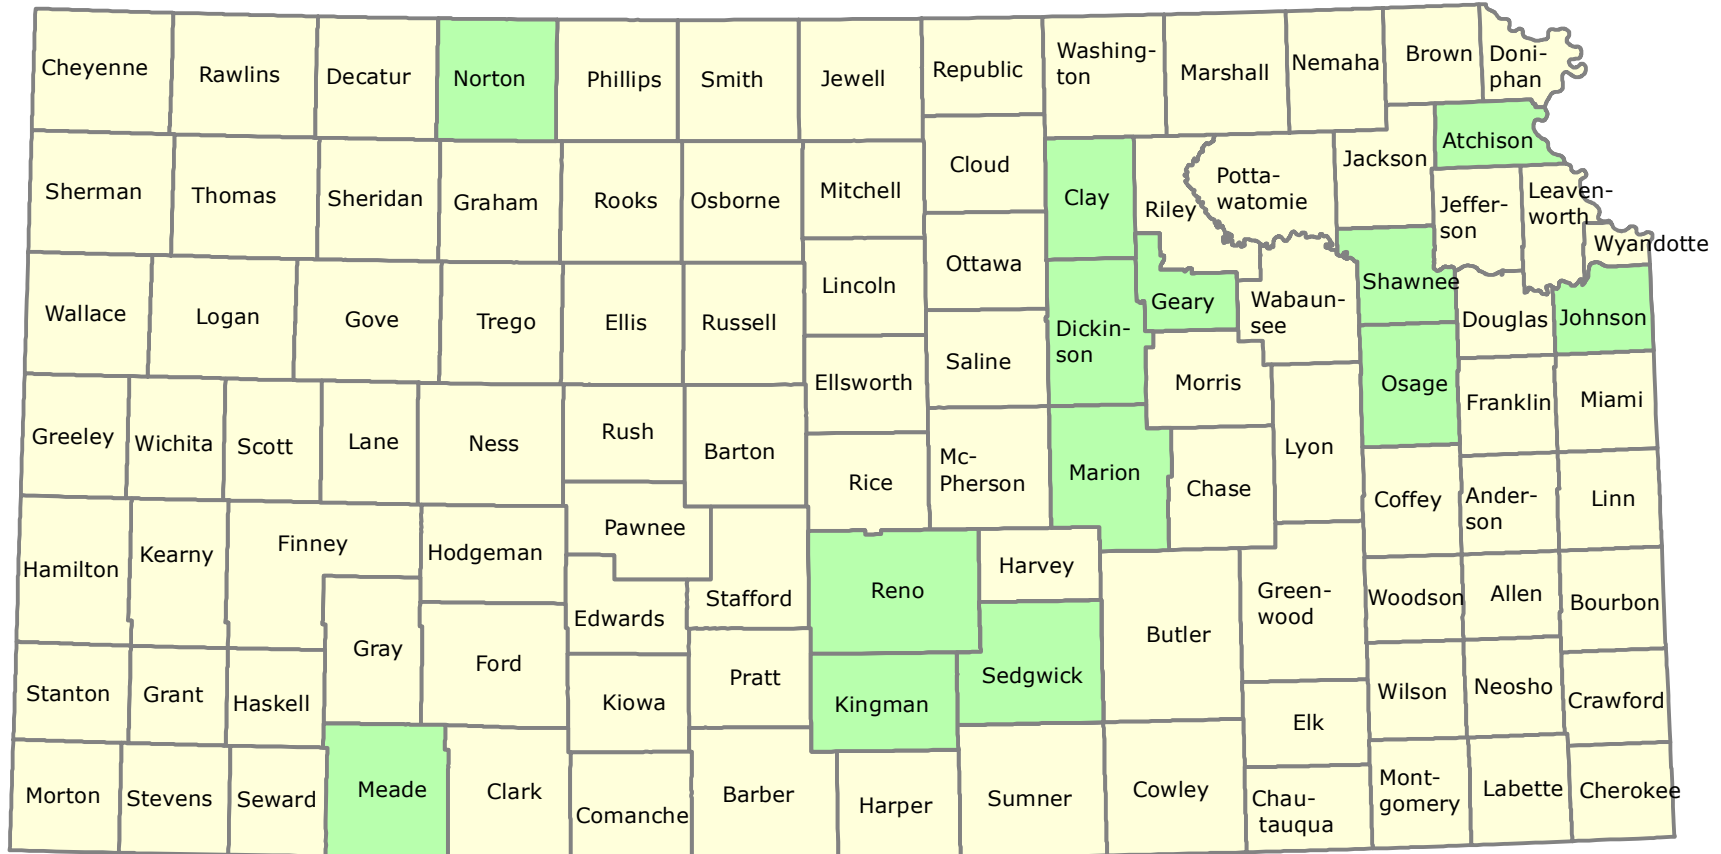 Cheyenne
Rawlins
Decatur
Norton
Phillips
Smith
Jewell
Republic
Washing-
ton
Marshall
Nemaha
Brown
Doni-
phan
Atchison
Sherman
Thomas
Sheridan
Graham
Rooks
Osborne
Mitchell
Cloud
Clay
Riley
Potta-
watomie
Jackson
Jeffer-
son
Leaven-
worth
Wyandotte
Wallace
Logan
Gove
Trego
Ellis
Russell
Lincoln
Ottawa
Saline
Dickin-
son
Geary
Wabaun-
see
Shawnee
Douglas
Johnson
Ellsworth
Morris
Osage
Franklin
Miami
Greeley
Wichita
Scott
Lane
Ness
Rush
Barton
Rice
Mc-
Pherson
Marion
Chase
Lyon
Coffey
Ander-
son
Linn
Hamilton
Kearny
Finney
Hodgeman
Pawnee
Edwards
Stafford
Reno
Harvey
Butler
Green-
wood
Woodson
Allen
Bourbon
Stanton
Grant
Haskell
Gray
Ford
Kiowa
Pratt
Kingman
Sedgwick
Elk
Wilson
Neosho
Crawford
Morton
Stevens
Seward
Meade
Clark
Comanche
Barber
Harper
Sumner
Cowley
Chau-
tauqua
Mont-
gomery
Labette
Cherokee